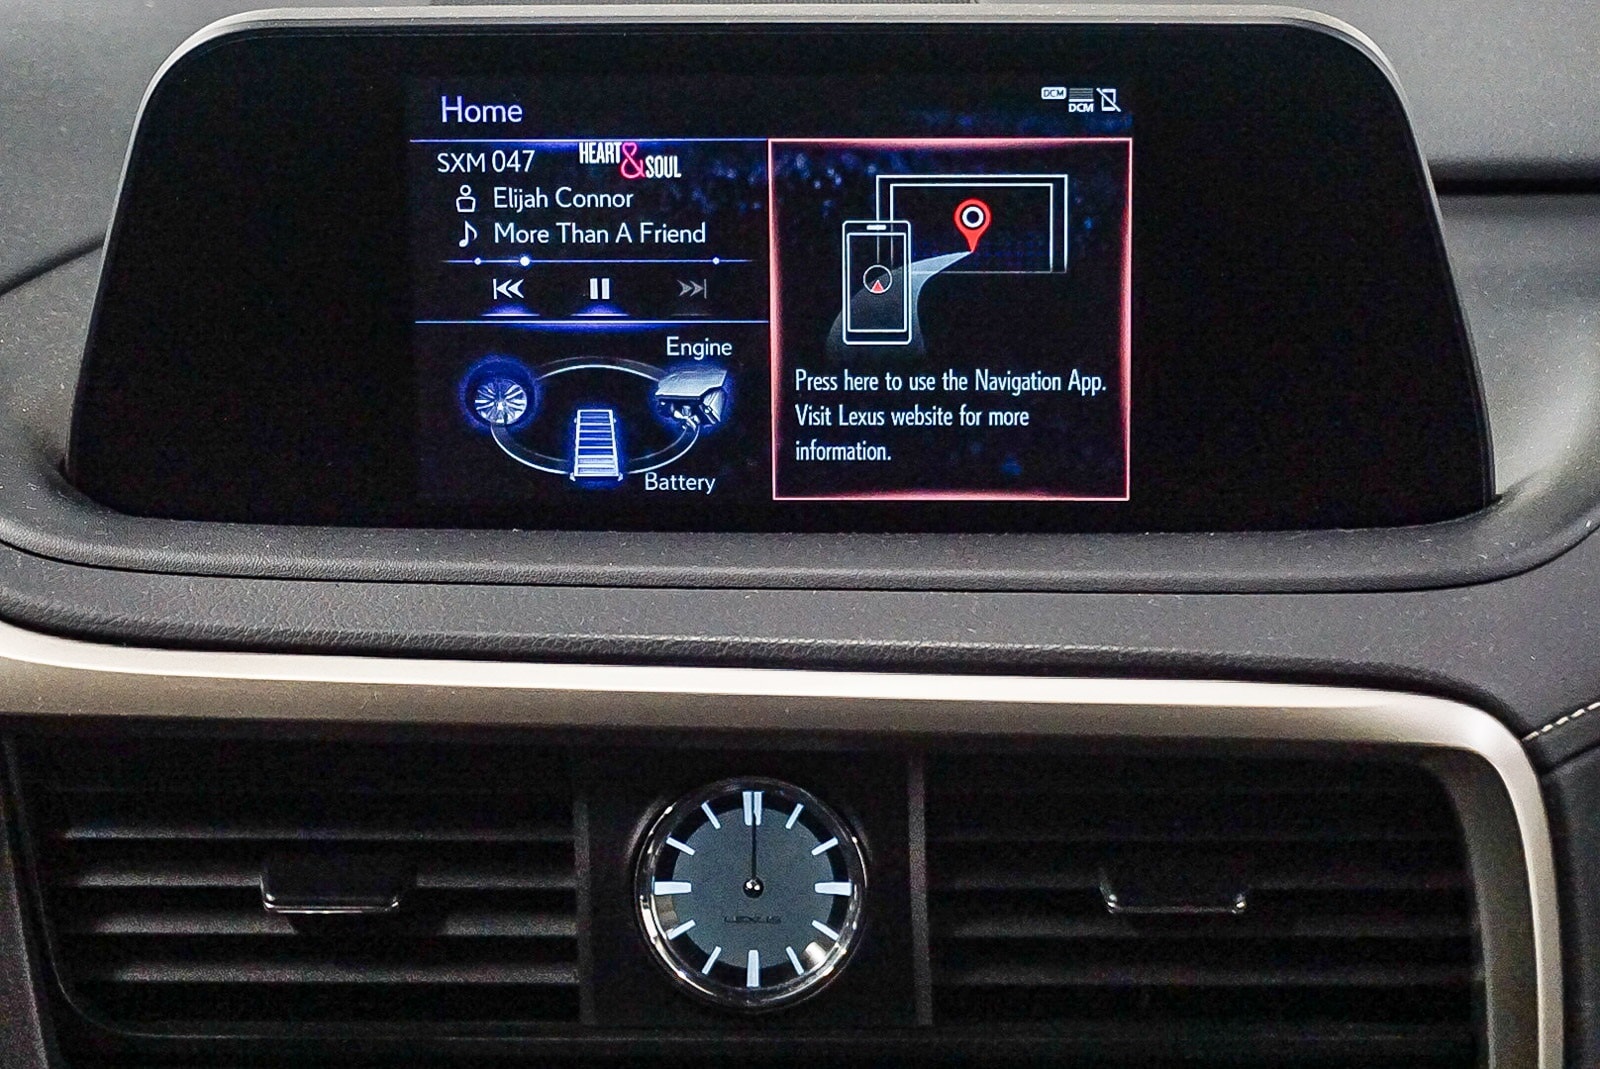 Home
DCM
DCM
SXM 047
HEART & SOUL
Elijah Connor
More Than A Friend
Engine
Battery
Press here to use the Navigation App.
Visit Lexus website for more
information.
LEXUS